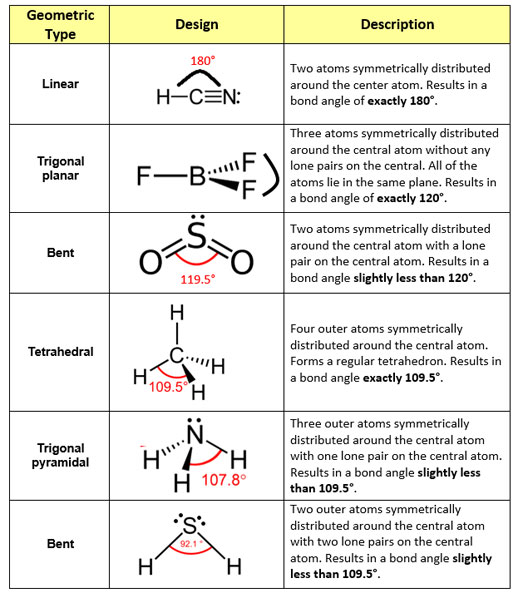 Geometric
Type
Design
Description
Linear
180°
H–C≡N:
Two atoms symmetrically distributed
around the center atom. Results in a
bond angle of exactly 180°.
Trigonal
planar
F
F–B
F
Three atoms symmetrically distributed
around the central atom without any
lone pairs on the central. All of the
atoms lie in the same plane. Results in
a bond angle of exactly 120°.
Bent
S
O O
119.5°
Two atoms symmetrically distributed
around the central atom with a lone
pair on the central atom. Results in a
bond angle slightly less than 120°.
Tetrahedral
H
C
H H
109.5° H
Four outer atoms symmetrically
distributed around the central atom.
Forms a regular tetrahedron. Results in
a bond angle exactly 109.5°.
Trigonal
pyramidal
N
H H
H 107.8°
Three outer atoms symmetrically
distributed around the central atom
with one lone pair on the central atom.
Results in a bond angle slightly less
than 109.5°.
Bent
S
92.1°
H H
Two outer atoms symmetrically
distributed around the central atom
with two lone pairs on the central
atom. Results in a bond angle slightly
less than 109.5°.